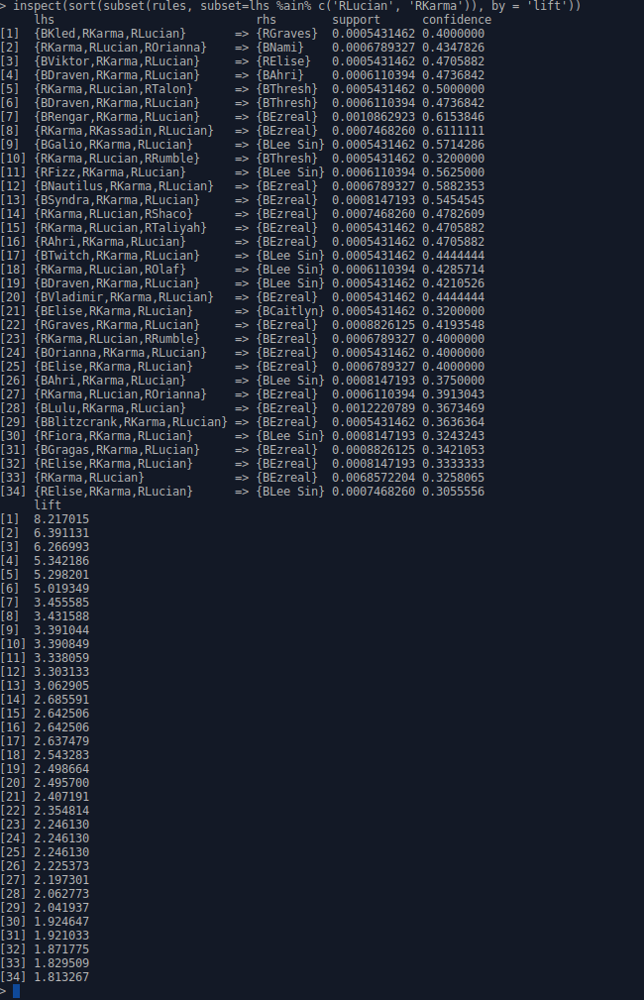 > inspect(sort(subset(rules, subset=lhs %ain% c('RLucian', 'RKarma')), by = 'lift'))
lhs rhs support confidence
[1] {BKled,RKarma,RLucian} => {RGraves} 0.0005431462 0.4000000
[2] {RKarma,RLucian,ROrianna} => {BNami} 0.0006789327 0.4347826
[3] {BViktor,RKarma,RLucian} => {RElise} 0.0005431462 0.4705882
[4] {BDraven,RKarma,RLucian} => {BAhri} 0.0006110394 0.4736842
[5] {RKarma,RLucian,RTalon} => {BThresh} 0.0005431462 0.5000000
[6] {BDraven,RKarma,RLucian} => {BThresh} 0.0006110394 0.4736842
[7] {BRengar,RKarma,RLucian} => {BEzreal} 0.0010862923 0.6153846
[8] {RKarma,RKassadin,RLucian} => {BEzreal} 0.0007468260 0.6111111
[9] {BGalio,RKarma,RLucian} => {BLee Sin} 0.0005431462 0.5714286
[10] {RKarma,RLucian,RRumble} => {BThresh} 0.0005431462 0.3200000
[11] {RFizz,RKarma,RLucian} => {BLee Sin} 0.0006110394 0.5625000
[12] {BNautilus,RKarma,RLucian} => {BEzreal} 0.0006789327 0.5882353
[13] {BSyndra,RKarma,RLucian} => {BEzreal} 0.0008147193 0.5454545
[14] {RKarma,RLucian,RShaco} => {BEzreal} 0.0007468260 0.4782609
[15] {RKarma,RLucian,RTaliyah} => {BEzreal} 0.0005431462 0.4705882
[16] {RAhri,RKarma,RLucian} => {BEzreal} 0.0005431462 0.4705882
[17] {BTwitch,RKarma,RLucian} => {BLee Sin} 0.0005431462 0.4444444
[18] {RKarma,RLucian,ROlaf} => {BLee Sin} 0.0006110394 0.4285714
[19] {BDraven,RKarma,RLucian} => {BLee Sin} 0.0005431462 0.4210526
[20] {BVladimir,RKarma,RLucian} => {BEzreal} 0.0005431462 0.4444444
[21] {BElise,RKarma,RLucian} => {BCaitlyn} 0.0005431462 0.3200000
[22] {RGraves,RKarma,RLucian} => {BEzreal} 0.0008826125 0.4193548
[23] {RKarma,RLucian,RRumble} => {BEzreal} 0.0006789327 0.4000000
[24] {BOrianna,RKarma,RLucian} => {BEzreal} 0.0005431462 0.4000000
[25] {BElise,RKarma,RLucian} => {BEzreal} 0.0006789327 0.4000000
[26] {BAhri,RKarma,RLucian} => {BLee Sin} 0.0008147193 0.3750000
[27] {RKarma,RLucian,ROrianna} => {BEzreal} 0.0006110394 0.3913043
[28] {BLulu,RKarma,RLucian} => {BEzreal} 0.0012220789 0.3673469
[29] {BBlitzcrank,RKarma,RLucian} => {BEzreal} 0.0005431462 0.3636364
[30] {RFiora,RKarma,RLucian} => {BLee Sin} 0.0008147193 0.3243243
[31] {BGragas,RKarma,RLucian} => {BEzreal} 0.0008826125 0.3421053
[32] {RElise,RKarma,RLucian} => {BEzreal} 0.0008147193 0.3333333
[33] {RKarma,RLucian} => {BEzreal} 0.0068572204 0.3258065
[34] {RElise,RKarma,RLucian} => {BLee Sin} 0.0007468260 0.3055556
lift
[1] 8.217015
[2] 6.391131
[3] 6.266993
[4] 5.342186
[5] 5.298201
[6] 5.019349
[7] 3.455585
[8] 3.431588
[9] 3.391044
[10] 3.390849
[11] 3.338059
[12] 3.303133
[13] 3.062905
[14] 2.685591
[15] 2.642506
[16] 2.642506
[17] 2.637479
[18] 2.543283
[19] 2.498664
[20] 2.495700
[21] 2.407191
[22] 2.354814
[23] 2.246130
[24] 2.246130
[25] 2.246130
[26] 2.225373
[27] 2.197301
[28] 2.062773
[29] 2.041937
[30] 1.924647
[31] 1.921033
[32] 1.871775
[33] 1.829509
[34] 1.813267
>